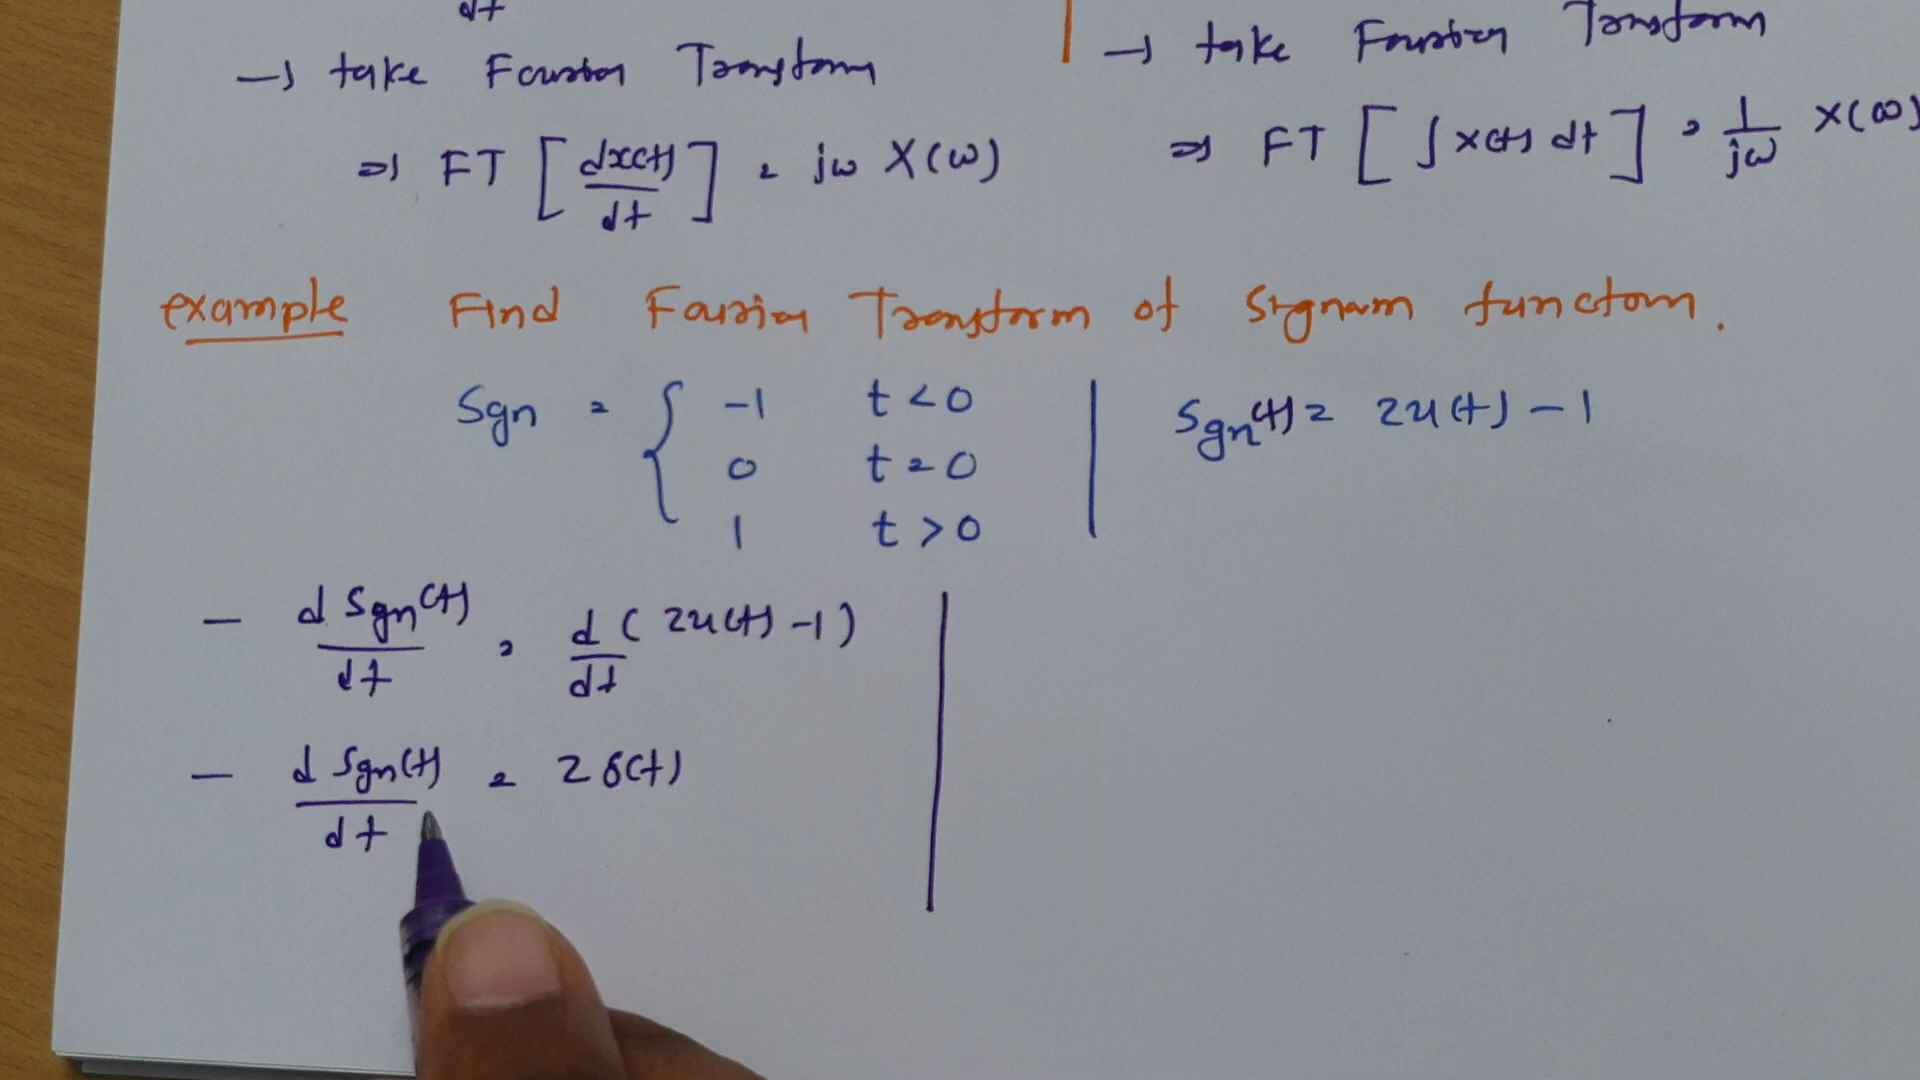 dt
→ take Fourier Transform
⇒ FT [ dx(t)/dt ] = jω X(ω)
→ take Fourier Transform
⇒ FT [ ∫ x(t) dt ] = 1/jω X(ω)
example Find Fourier Transform of Signum function.
Sgn = { -1 t < 0
0 t = 0
1 t > 0
Sgn(t) = 2u(t) - 1
- d Sgn(t)/dt = d/dt (2u(t) - 1)
- d Sgn(t)/dt = 2δ(t)